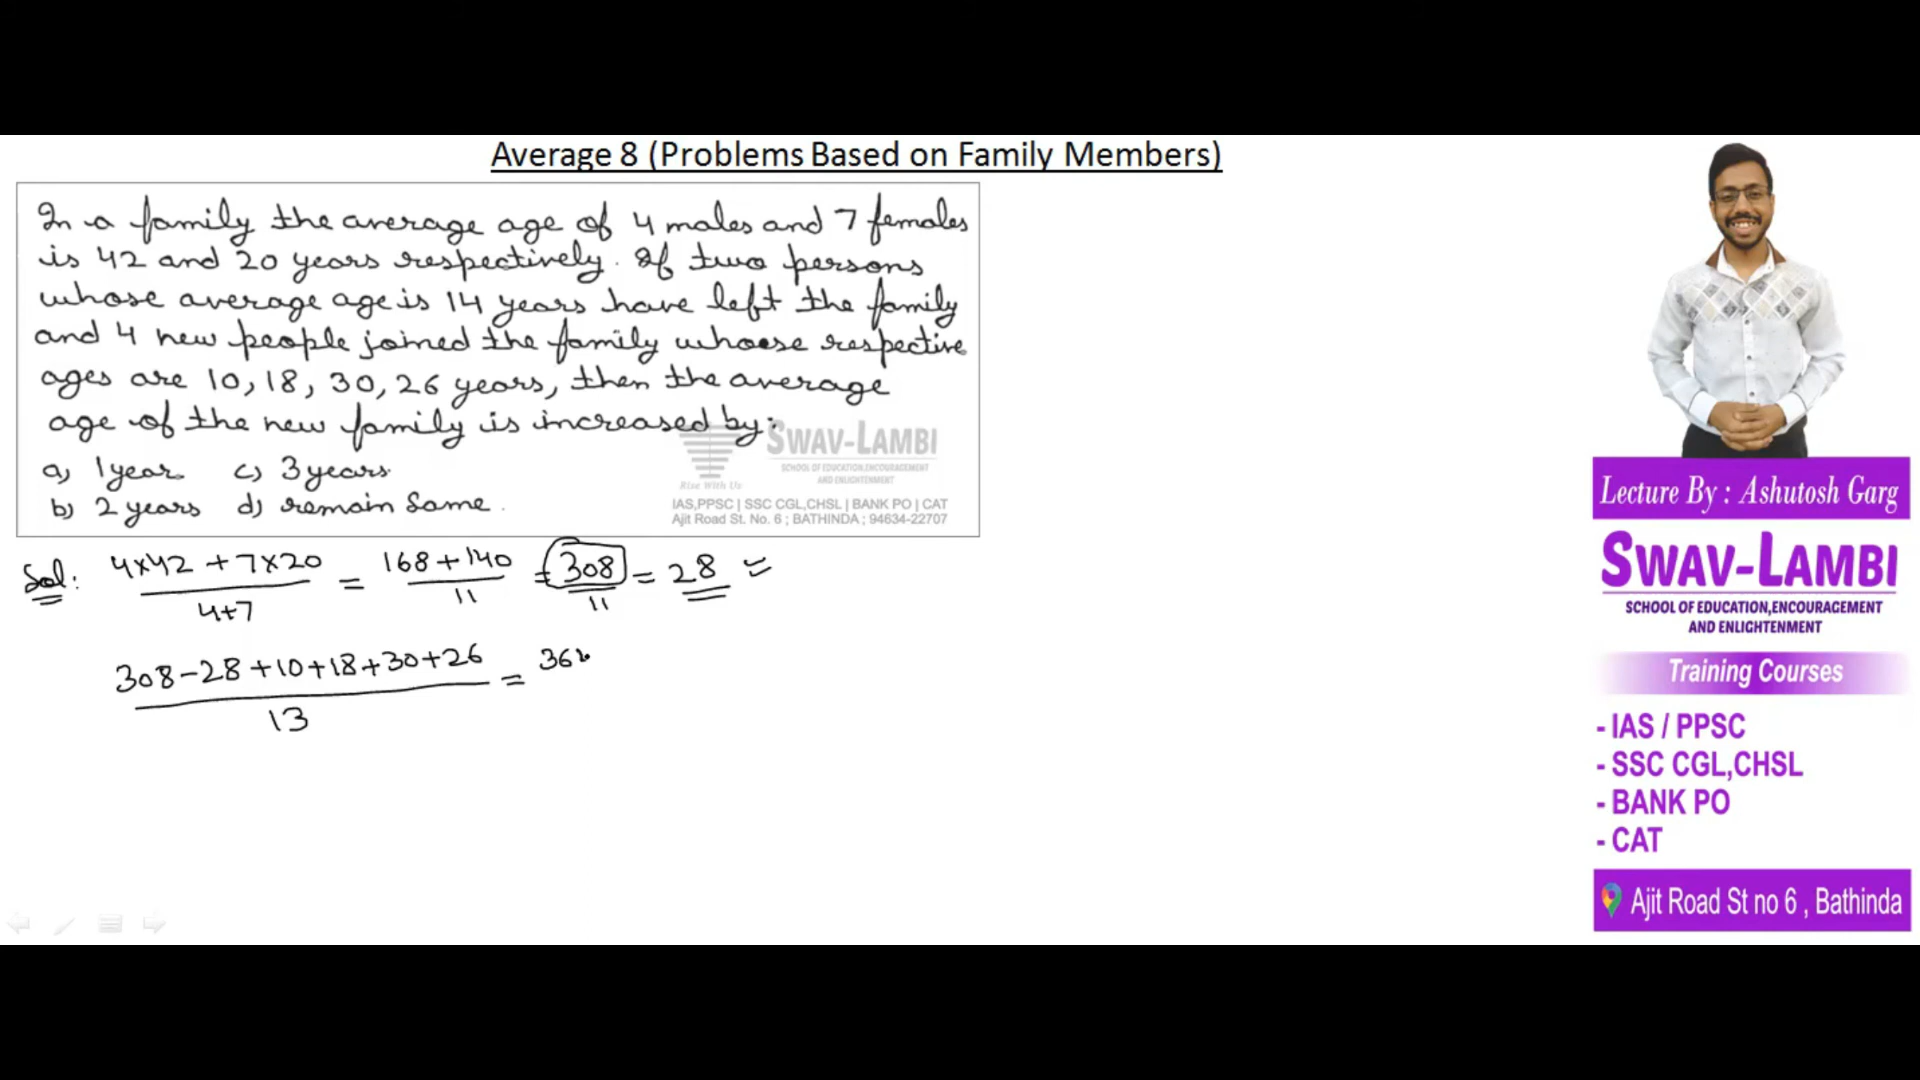 Average 8 (Problems Based on Family Members)
In a family the average age of 4 males and 7 females
is 42 and 20 years respectively. If two persons
whose average age is 14 years have left the family
and 4 new people joined the family whoose respective
ages are 10, 18, 30, 26 years, then the average
age of the new family is increased by:
a) 1 year c) 3 years
b) 2 years d) remain Same.
SWAV-LAMBI
SCHOOL OF EDUCATION,ENCOURAGEMENT
AND ENLIGHTENMENT
Rise With Us
IAS,PPSC | SSC CGL,CHSL | BANK PO | CAT
Ajit Road St. No. 6 ; BATHINDA ; 94634-22707
Sol: 4x42 + 7x20 = 168+140 = 308 = 28
4+7 11 11
308-28+10+18+30+26 =
13
Lecture By : Ashutosh Garg
SWAV-LAMBI
SCHOOL OF EDUCATION,ENCOURAGEMENT
AND ENLIGHTENMENT
Training Courses
- IAS / PPSC
- SSC CGL,CHSL
- BANK PO
- CAT
Ajit Road St no 6 , Bathinda